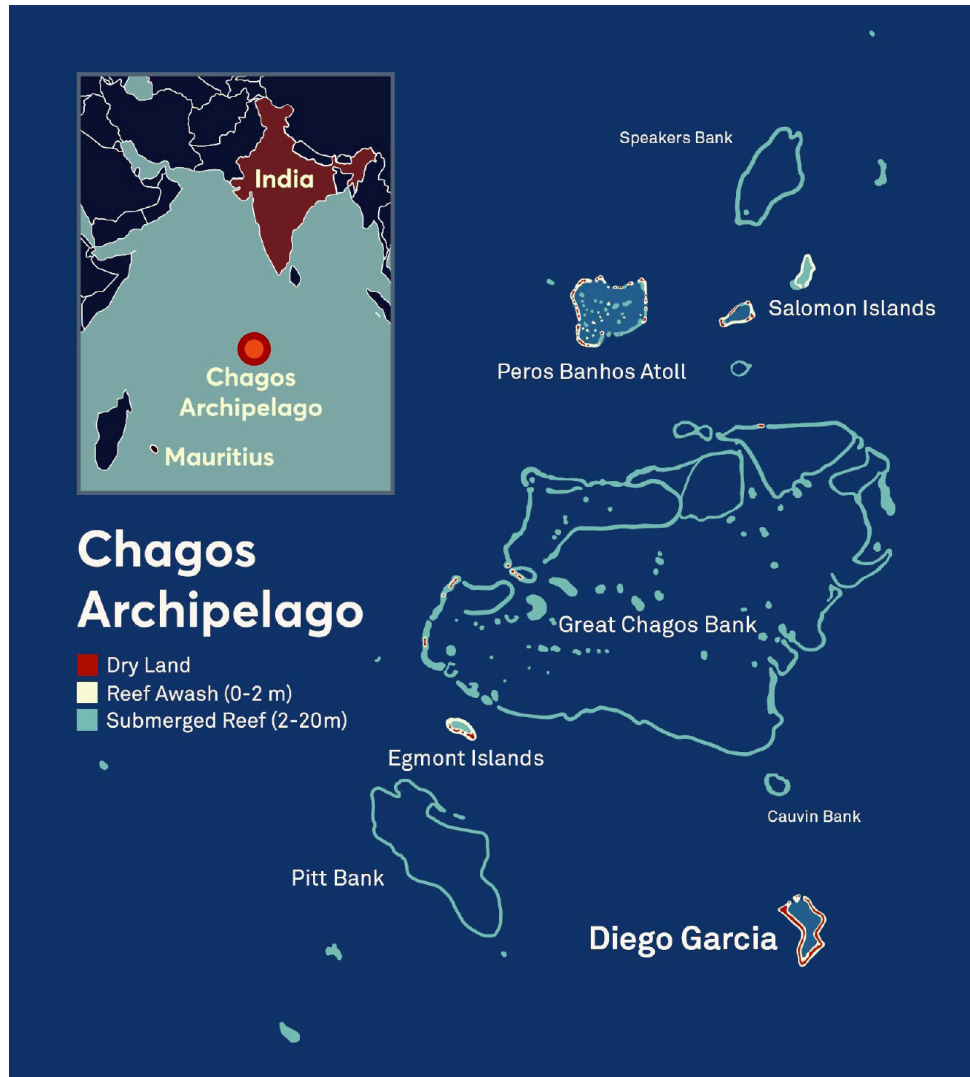 India
Chagos
Archipelago
Mauritius
Chagos
Archipelago
Dry Land
Reef Awash (0-2 m)
Submerged Reef (2-20m)
Speakers Bank
Salomon Islands
Peros Banhos Atoll
Great Chagos Bank
Egmont Islands
Cauvin Bank
Pitt Bank
Diego Garcia